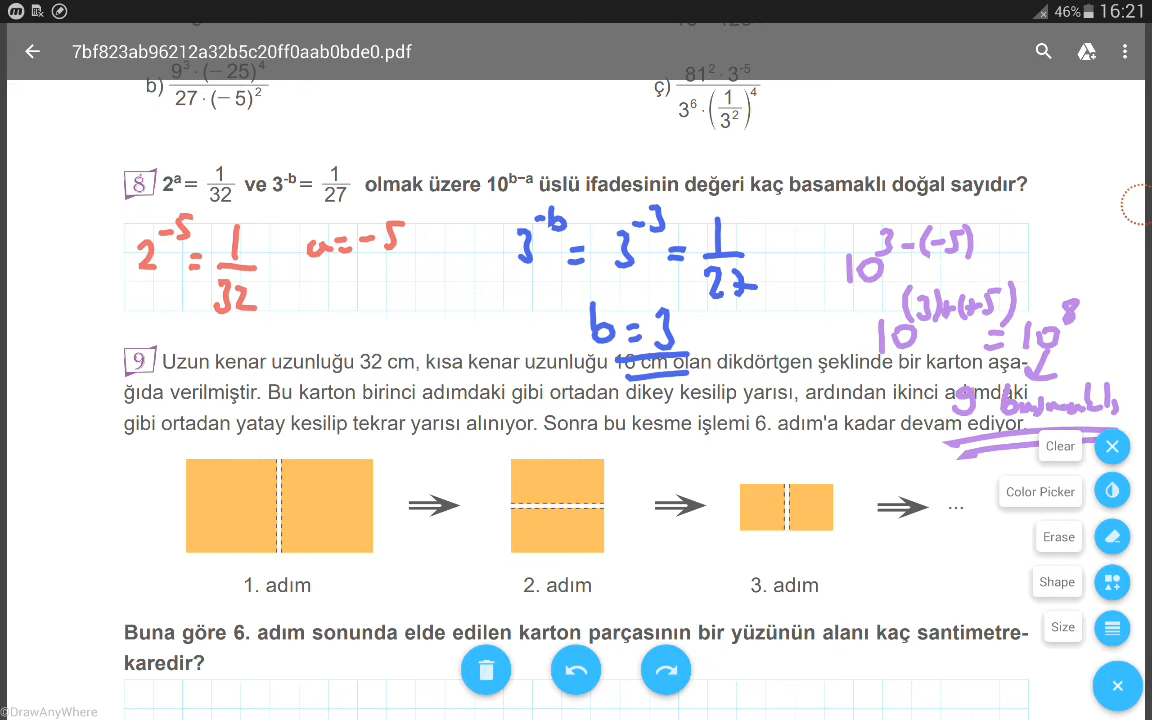 46% 16:21
7bf823ab96212a32b5c20ff0aab0bde0.pdf
b) 9³ · (– 25)⁴ / 27 · (– 5)²
ç) 81² · 3⁻⁵ / 3⁶ · (1/3²)⁴
8 2ᵃ = 1/32 ve 3⁻ᵇ = 1/27 olmak üzere 10ᵇ⁻ᵃ üslü ifadesinin değeri kaç basamaklı doğal sayıdır?
2⁻⁵ = 1/32 a = -5 3⁻ᵇ = 3⁻³ = 1/27 10³⁻⁽⁻⁵⁾
b = 3 10⁽³⁾⁺⁽⁺⁵⁾ = 10⁸
9 Uzun kenar uzunluğu 32 cm, kısa kenar uzunluğu 16 cm olan dikdörtgen şeklinde bir karton aşa-
ğıda verilmiştir. Bu karton birinci adımdaki gibi ortadan dikey kesilip yarısı, ardından ikinci adımdaki
9 basamaklı
gibi ortadan yatay kesilip tekrar yarısı alınıyor. Sonra bu kesme işlemi 6. adım'a kadar devam ediyor.
Clear
Color Picker
Erase
Shape
Size
...
1. adım 2. adım 3. adım
Buna göre 6. adım sonunda elde edilen karton parçasının bir yüzünün alanı kaç santimetre-
karedir?
©DrawAnyWhere